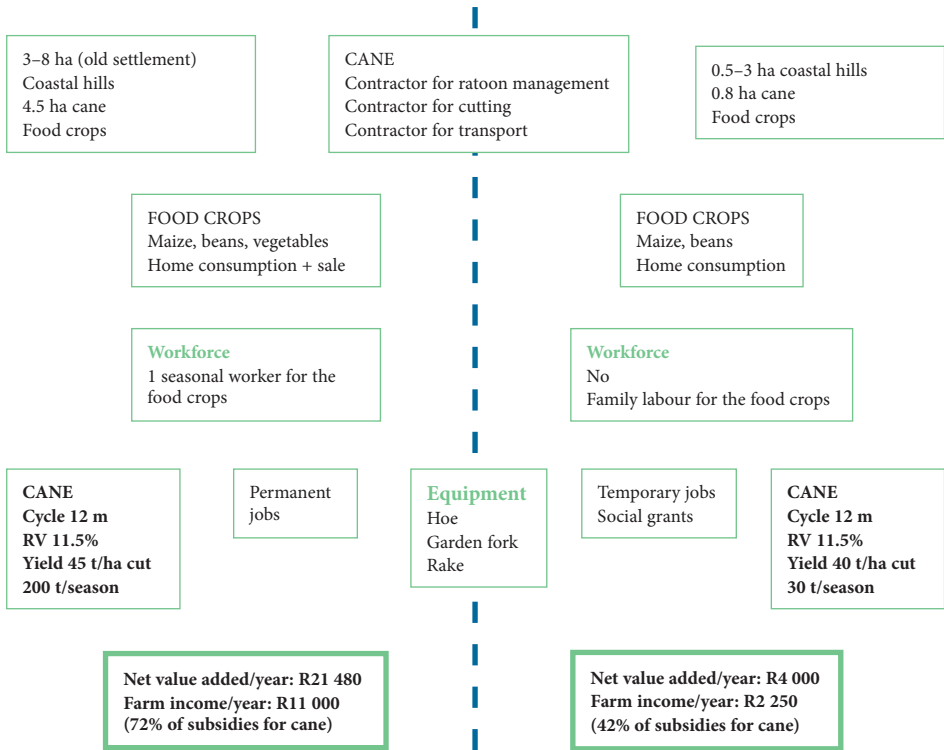 3–8 ha (old settlement)
Coastal hills
4.5 ha cane
Food crops
CANE
Contractor for ratoon management
Contractor for cutting
Contractor for transport
0.5–3 ha coastal hills
0.8 ha cane
Food crops
FOOD CROPS
Maize, beans, vegetables
Home consumption + sale
FOOD CROPS
Maize, beans
Home consumption
Workforce
1 seasonal worker for the
food crops
Workforce
No
Family labour for the food crops
CANE
Cycle 12 m
RV 11.5%
Yield 45 t/ha cut
200 t/season
Permanent
jobs
Equipment
Hoe
Garden fork
Rake
Temporary jobs
Social grants
CANE
Cycle 12 m
RV 11.5%
Yield 40 t/ha cut
30 t/season
Net value added/year: R21 480
Farm income/year: R11 000
(72% of subsidies for cane)
Net value added/year: R4 000
Farm income/year: R2 250
(42% of subsidies for cane)